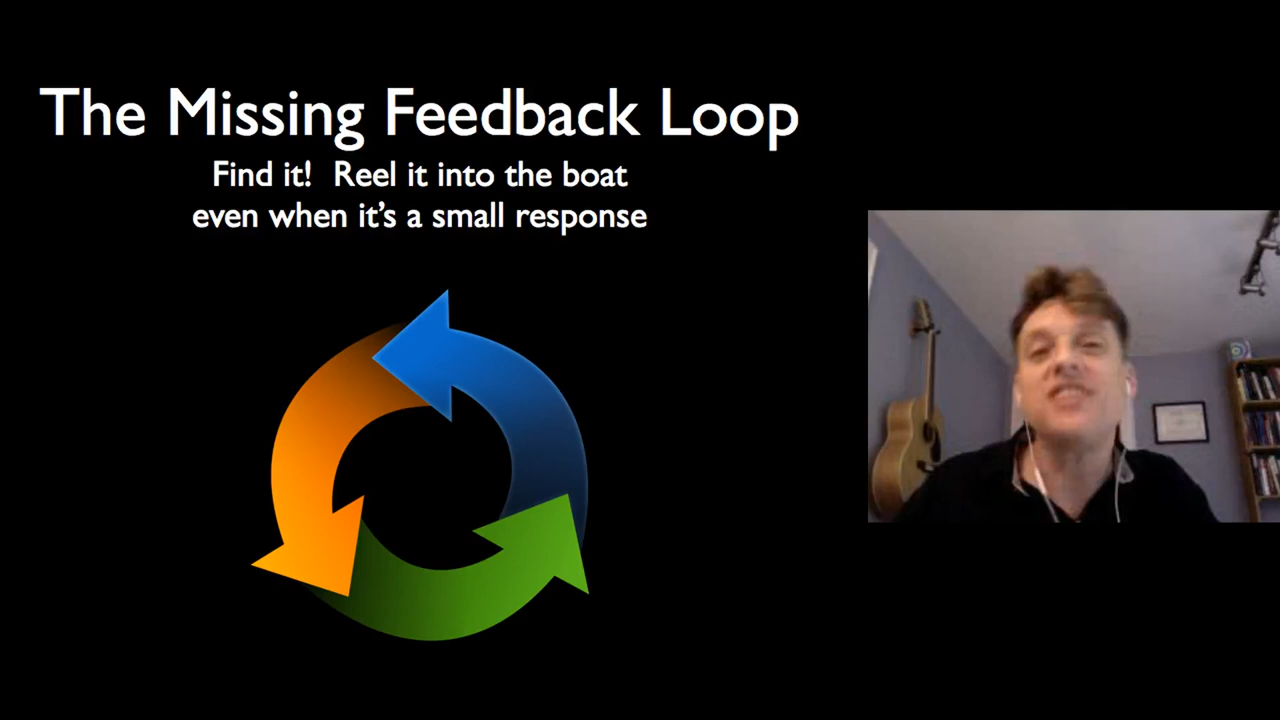 The Missing Feedback Loop
Find it!  Reel it into the boat
even when it's a small response